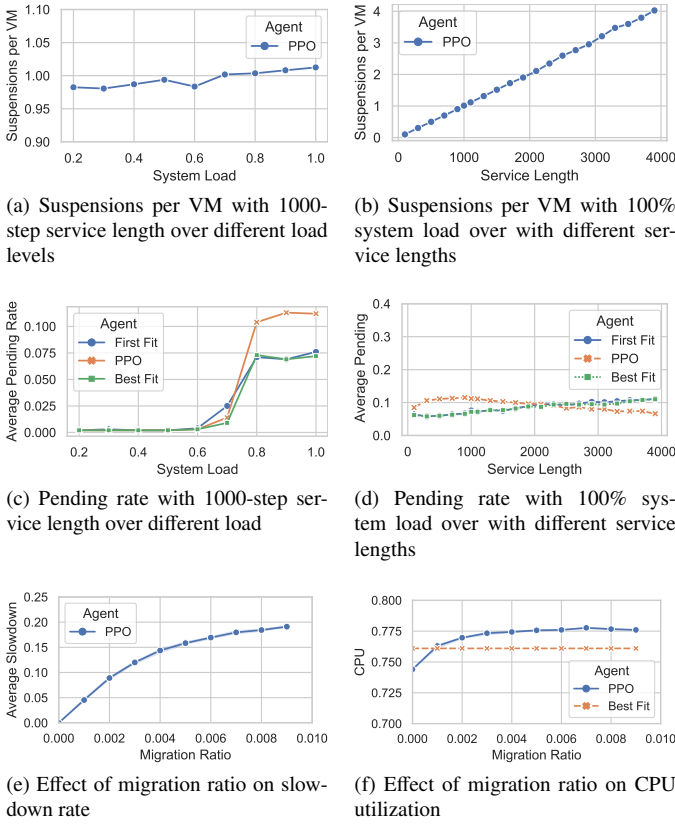 1.10
1.05
1.00
0.95
0.90
Suspensions per VM
Agent
PPO
0.2 0.4 0.6 0.8 1.0
System Load
(a) Suspensions per VM with 1000-
step service length over different load
levels
4
3
2
1
0
Suspensions per VM
Agent
PPO
0 1000 2000 3000 4000
Service Length
(b) Suspensions per VM with 100%
system load over with different ser-
vice lengths
0.100
0.075
0.050
0.025
0.000
Average Pending Rate
Agent
First Fit
PPO
Best Fit
0.2 0.4 0.6 0.8 1.0
System Load
(c) Pending rate with 1000-step ser-
vice length over different load
0.4
0.3
0.2
0.1
0.0
Average Pending
Agent
First Fit
PPO
Best Fit
0 1000 2000 3000 4000
Service Length
(d) Pending rate with 100% sys-
tem load over with different service
lengths
0.25
0.20
0.15
0.10
0.05
0.00
Average Slowdown
Agent
PPO
0.000 0.002 0.004 0.006 0.008 0.010
Migration Ratio
(e) Effect of migration ratio on slow-
down rate
0.800
0.775
0.750
0.725
0.700
CPU
Agent
PPO
Best Fit
0.000 0.002 0.004 0.006 0.008 0.010
Migration Ratio
(f) Effect of migration ratio on CPU
utilization